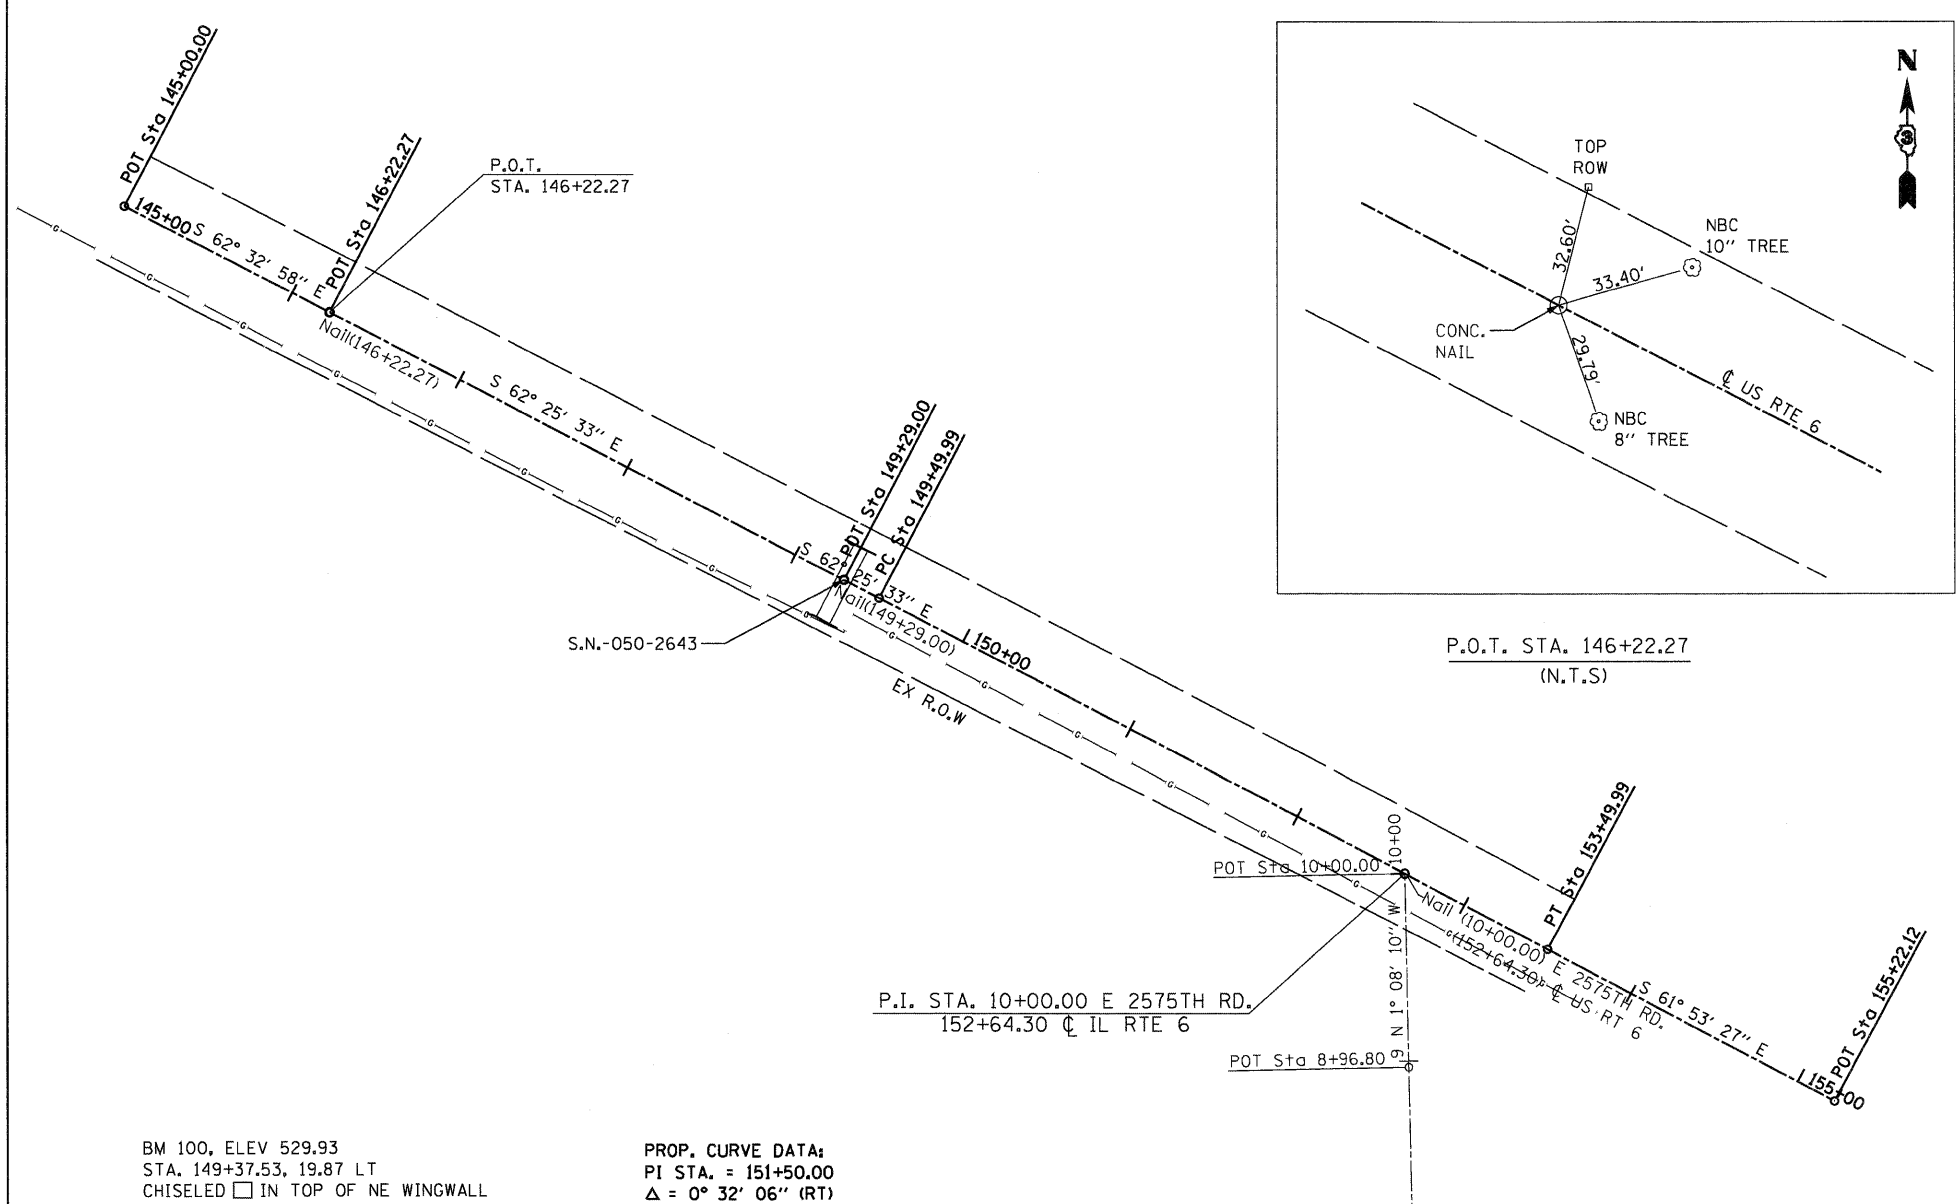 POT Sta 145+00.00
145+00
S 62° 32' 58" E
POT Sta 146+22.27
P.O.T.
STA. 146+22.27
Nail(146+22.27)
S 62° 25' 33" E
POT Sta 149+29.00
PC Sta 149+49.99
S 62° 25' 33" E
Nail(149+29.00)
S.N.-050-2643
150+00
EX R.O.W
N
3
TOP
ROW
NBC
10" TREE
32.60'
33.40'
CONC.
NAIL
29.79'
NBC
8" TREE
℄ US RTE 6
P.O.T. STA. 146+22.27
(N.T.S)
10+00
POT Sta 10+00.00
Nail (10+00.00) E 2575TH RD.
(152+64.30) ℄ US RT 6
PT Sta 153+49.99
P.I. STA. 10+00.00 E 2575TH RD.
152+64.30 ℄ IL RTE 6
N 1° 08' 10" W
9
POT Sta 8+96.80
S 61° 53' 27" E
POT Sta 155+22.12
155+00
BM 100, ELEV 529.93
STA. 149+37.53, 19.87 LT
CHISELED □ IN TOP OF NE WINGWALL
PROP. CURVE DATA:
PI STA. = 151+50.00
Δ = 0° 32' 06" (RT)
G G G G G G G G G G G G G G G G